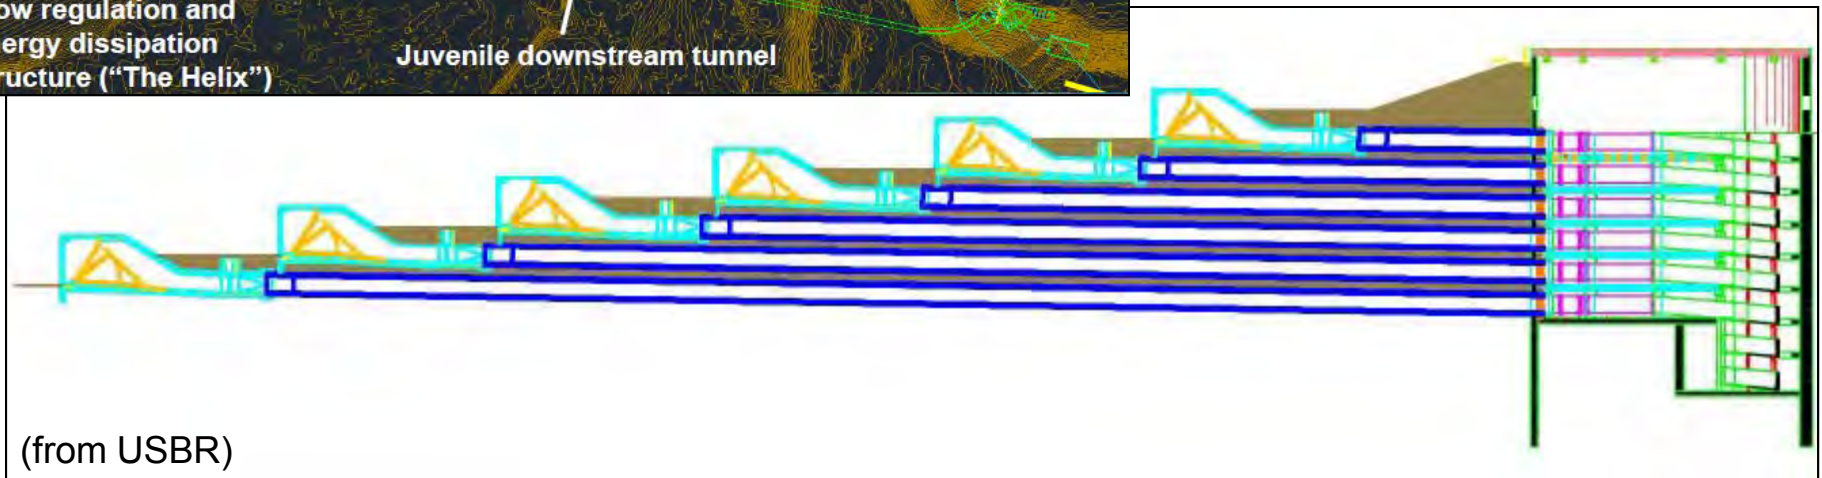 ow regulation and
ergy dissipation
ructure (“The Helix”)
Juvenile downstream tunnel
(from USBR)